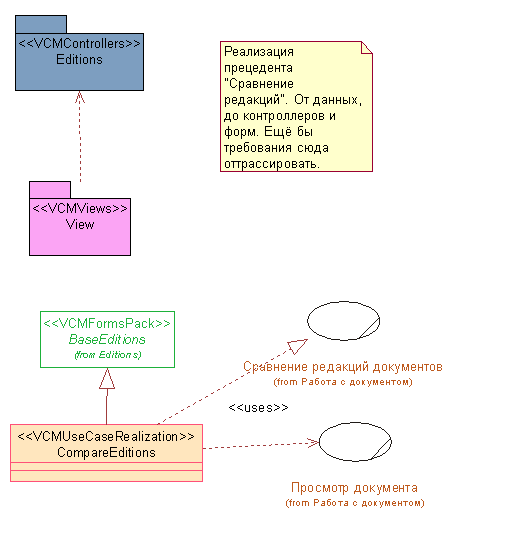 <<VCMControllers>>
Editions
Реализация
прецедента
"Сравнение
редакций". От данных,
до контроллеров и
форм. Ещё бы
требования сюда
оттрассировать.
<<VCMViews>>
View
<<VCMFormsPack>>
BaseEditions
(from Editions)
Сравнение редакций документов
(from Работа с документом)
<<uses>>
<<VCMUseCaseRealization>>
CompareEditions
Просмотр документа
(from Работа с документом)